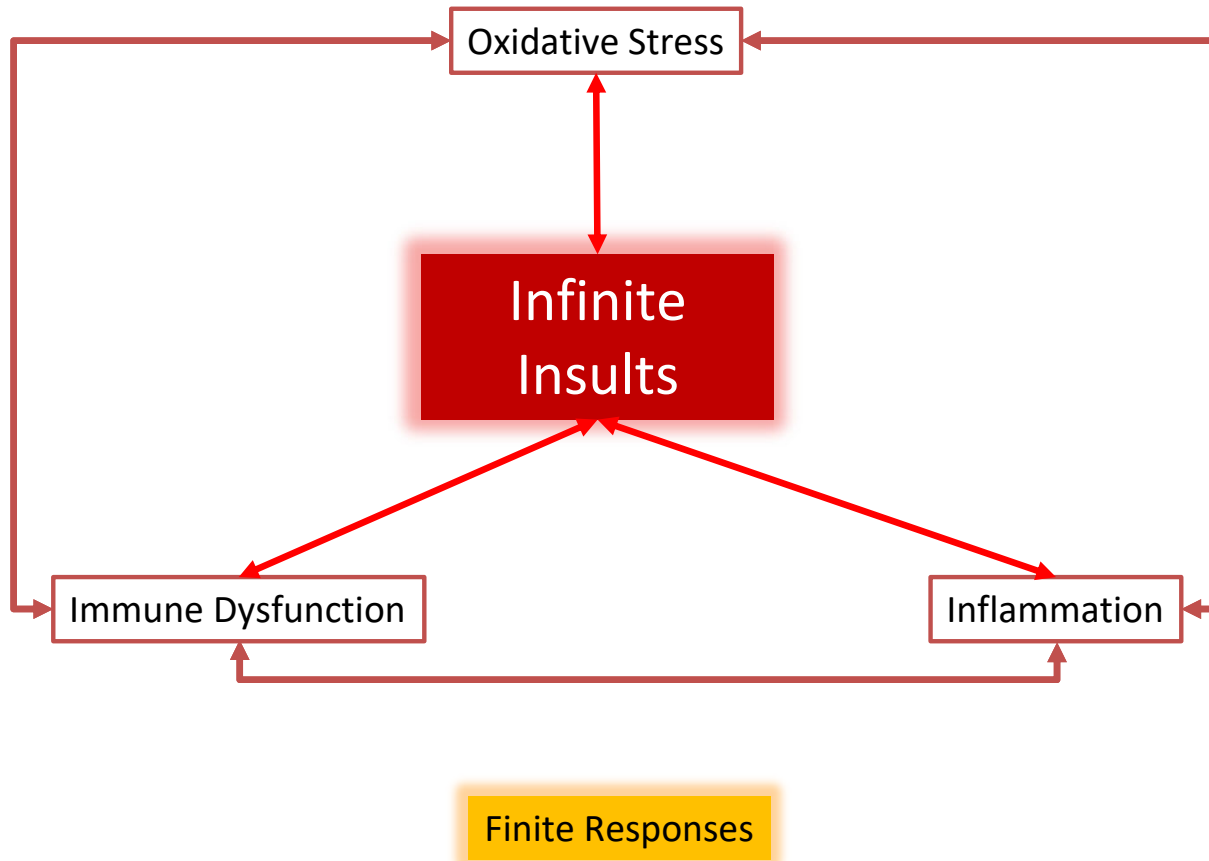 Oxidative Stress
Infinite
Insults
Immune Dysfunction
Inflammation
Finite Responses